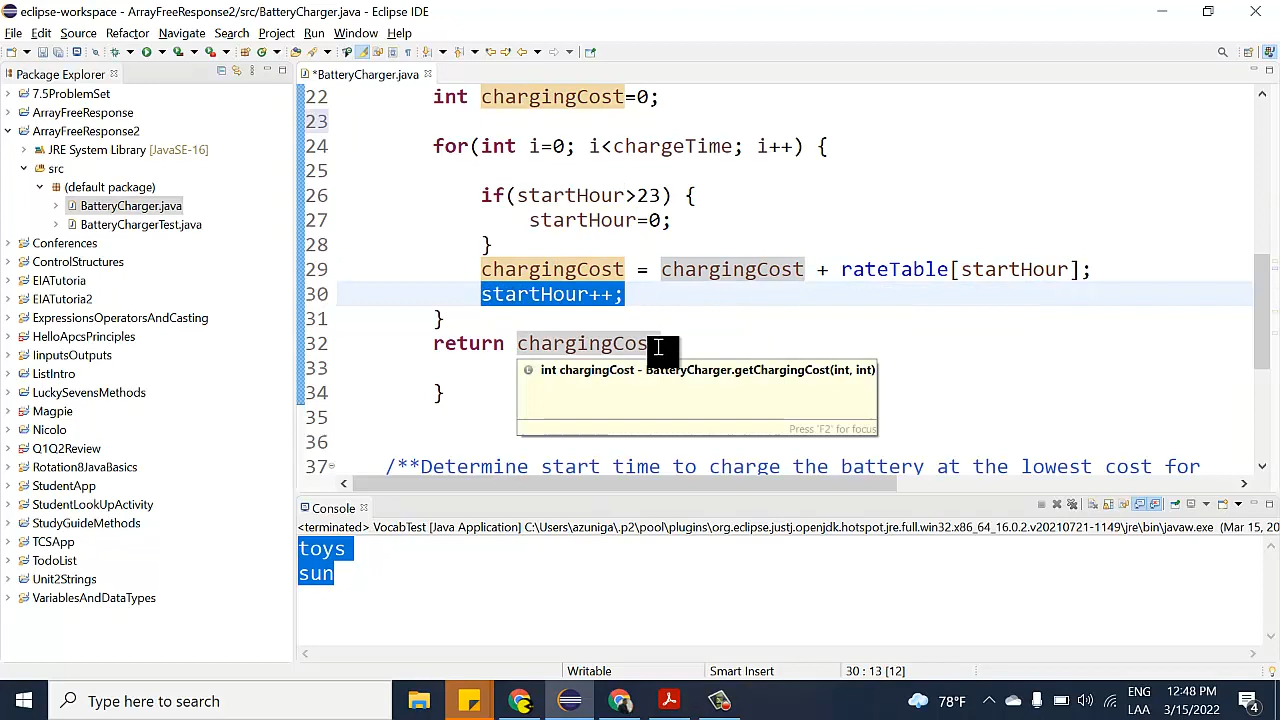 eclipse-workspace - ArrayFreeResponse2/src/BatteryCharger.java - Eclipse IDE
File Edit Source Refactor Navigate Search Project Run Window Help
Package Explorer
*BatteryCharger.java
7.5ProblemSet
ArrayFreeResponse
ArrayFreeResponse2
JRE System Library [JavaSE-16]
src
(default package)
BatteryCharger.java
BatteryChargerTest.java
Conferences
ControlStructures
EIATutoria
EIATutoria2
ExpressionsOperatorsAndCasting
HelloApcsPrinciples
IinputsOutputs
ListIntro
LuckySevensMethods
Magpie
Nicolo
Q1Q2Review
Rotation8JavaBasics
StudentApp
StudentLookUpActivity
StudyGuideMethods
TCSApp
TodoList
Unit2Strings
VariablesAndDataTypes
22 int chargingCost=0;
23
24 for(int i=0; i<chargeTime; i++) {
25
26 if(startHour>23) {
27 startHour=0;
28 }
29 chargingCost = chargingCost + rateTable[startHour];
30 startHour++;
31 }
32 return chargingCos
33
34 }
35
36
37 /**Determine start time to charge the battery at the lowest cost for
int chargingCost - BatteryCharger.getChargingCost(int, int)
Press 'F2' for focus
Console
<terminated> VocabTest [Java Application] C:\Users\azuniga\.p2\pool\plugins\org.eclipse.justj.openjdk.hotspot.jre.full.win32.x86_64_16.0.2.v20210721-1149\jre\bin\javaw.exe (Mar 15, 20
toys
sun
Writable Smart Insert 30 : 13 [12]
Type here to search
78°F
ENG
LAA
12:48 PM
3/15/2022
4